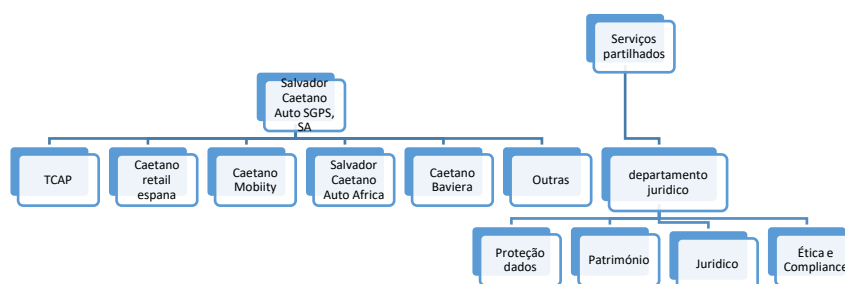 Serviços
partilhados
Salvador
Caetano
Auto SGPS,
SA
TCAP
Caetano
retail
espana
Caetano
Mobiity
Salvador
Caetano
Auto Africa
Caetano
Baviera
Outras
departamento
juridico
Proteção
dados
Património
Juridico
Ética e
Compliance